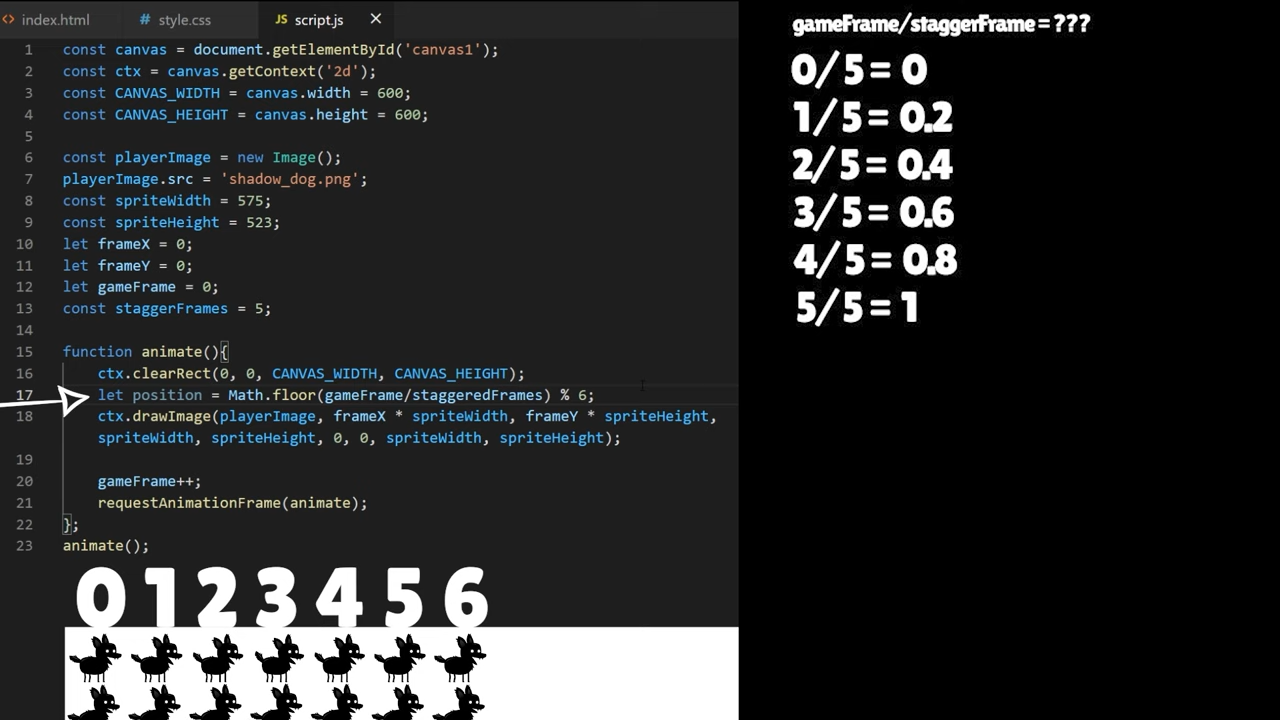 index.html
# style.css
JS script.js
1 const canvas = document.getElementById('canvas1');
2 const ctx = canvas.getContext('2d');
3 const CANVAS_WIDTH = canvas.width = 600;
4 const CANVAS_HEIGHT = canvas.height = 600;
5
6 const playerImage = new Image();
7 playerImage.src = 'shadow_dog.png';
8 const spriteWidth = 575;
9 const spriteHeight = 523;
10 let frameX = 0;
11 let frameY = 0;
12 let gameFrame = 0;
13 const staggerFrames = 5;
14
15 function animate(){
16 ctx.clearRect(0, 0, CANVAS_WIDTH, CANVAS_HEIGHT);
17 let position = Math.floor(gameFrame/staggeredFrames) % 6;
18 ctx.drawImage(playerImage, frameX * spriteWidth, frameY * spriteHeight,
spriteWidth, spriteHeight, 0, 0, spriteWidth, spriteHeight);
19
20 gameFrame++;
21 requestAnimationFrame(animate);
22 };
23 animate();
0 1 2 3 4 5 6
gameFrame/staggerFrame = ???
0/5 = 0
1/5 = 0.2
2/5 = 0.4
3/5 = 0.6
4/5 = 0.8
5/5 = 1